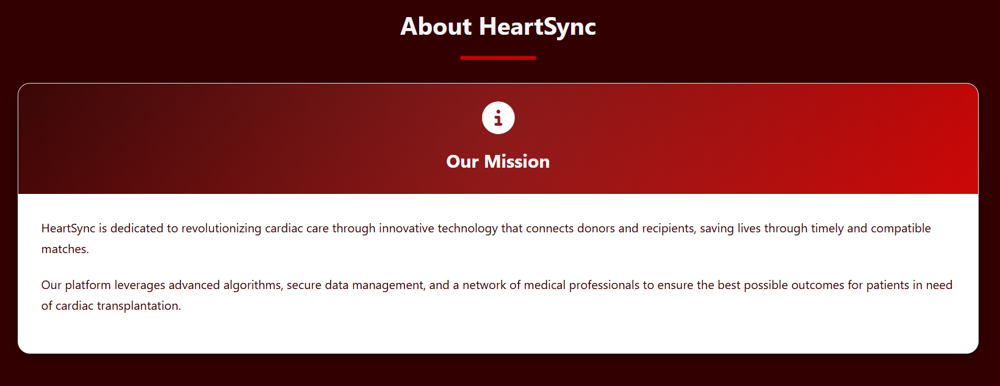 About HeartSync
Our Mission
HeartSync is dedicated to revolutionizing cardiac care through innovative technology that connects donors and recipients, saving lives through timely and compatible
matches.
Our platform leverages advanced algorithms, secure data management, and a network of medical professionals to ensure the best possible outcomes for patients in need
of cardiac transplantation.